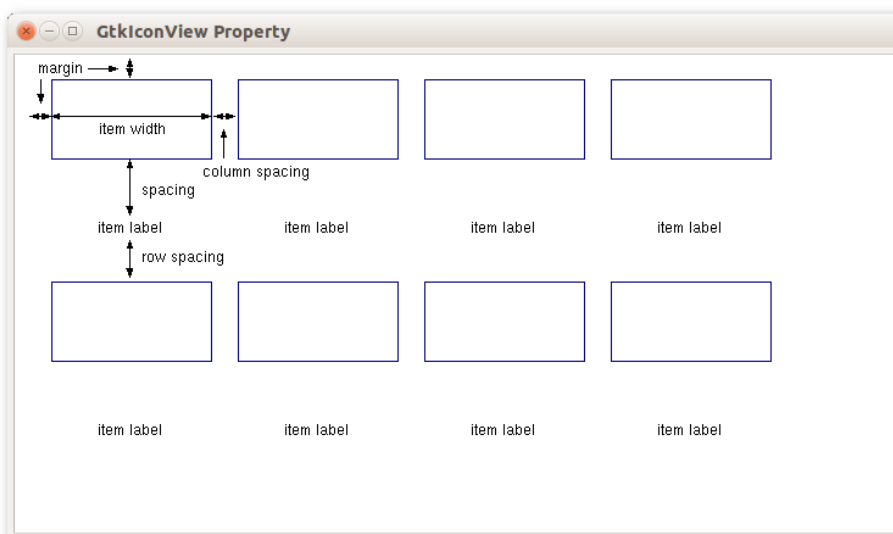 GtkIconView Property
margin
item width
column spacing
spacing
item label item label item label item label
row spacing
item label item label item label item label